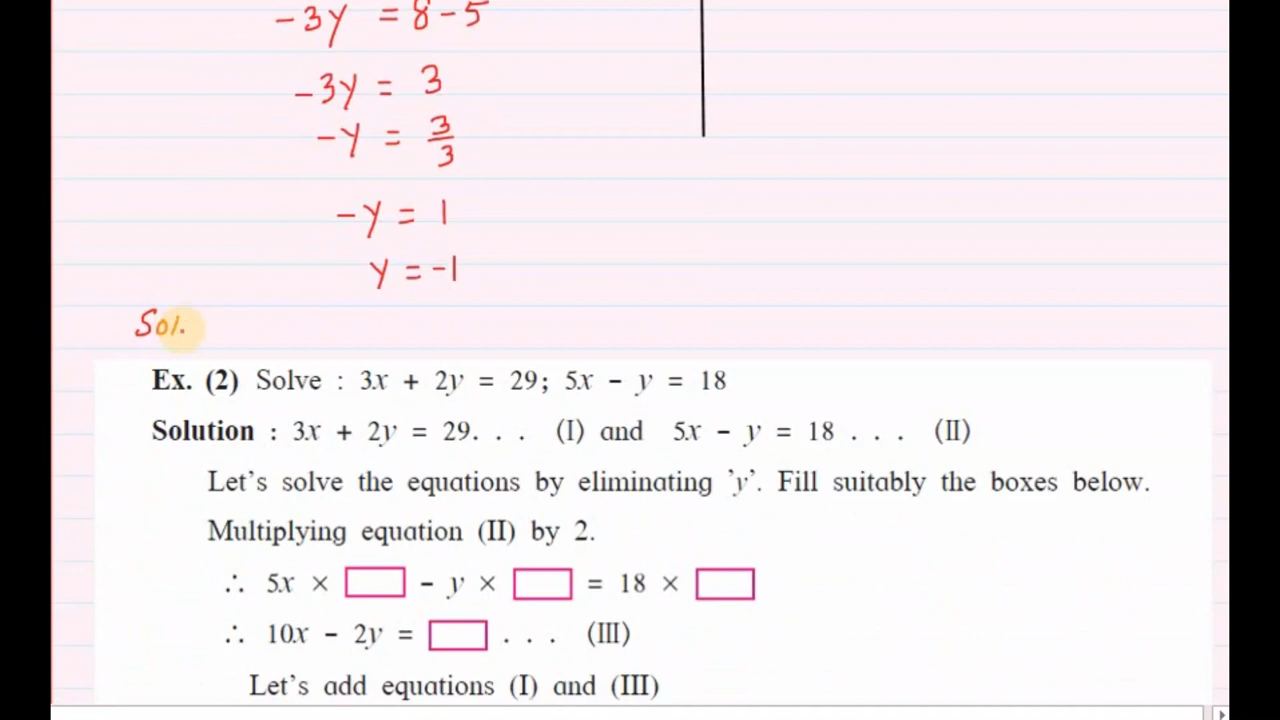 -3y = 8-5
-3y = 3
-y = 3/3
-y = 1
y = -1
Sol.
Ex. (2) Solve : 3x + 2y = 29; 5x - y = 18
Solution : 3x + 2y = 29. . . (I) and 5x - y = 18 . . . (II)
Let's solve the equations by eliminating 'y'. Fill suitably the boxes below.
Multiplying equation (II) by 2.
∴ 5x × □ - y × □ = 18 × □
∴ 10x - 2y = □ . . . (III)
Let's add equations (I) and (III)